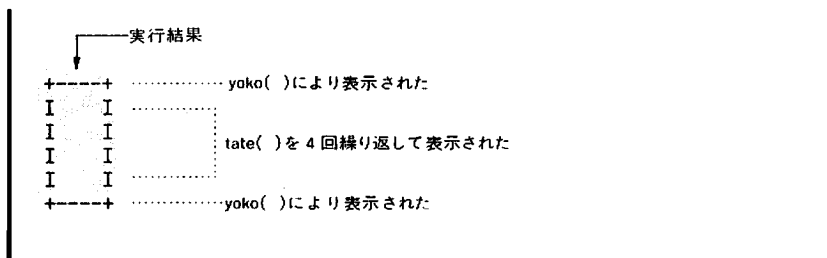 実行結果
+----+ ·············· yoko( )により表示された
I    I ··············
I    I
I    I tate( )を4回繰り返して表示された
I    I ··············
+----+ ··············yoko( )により表示された